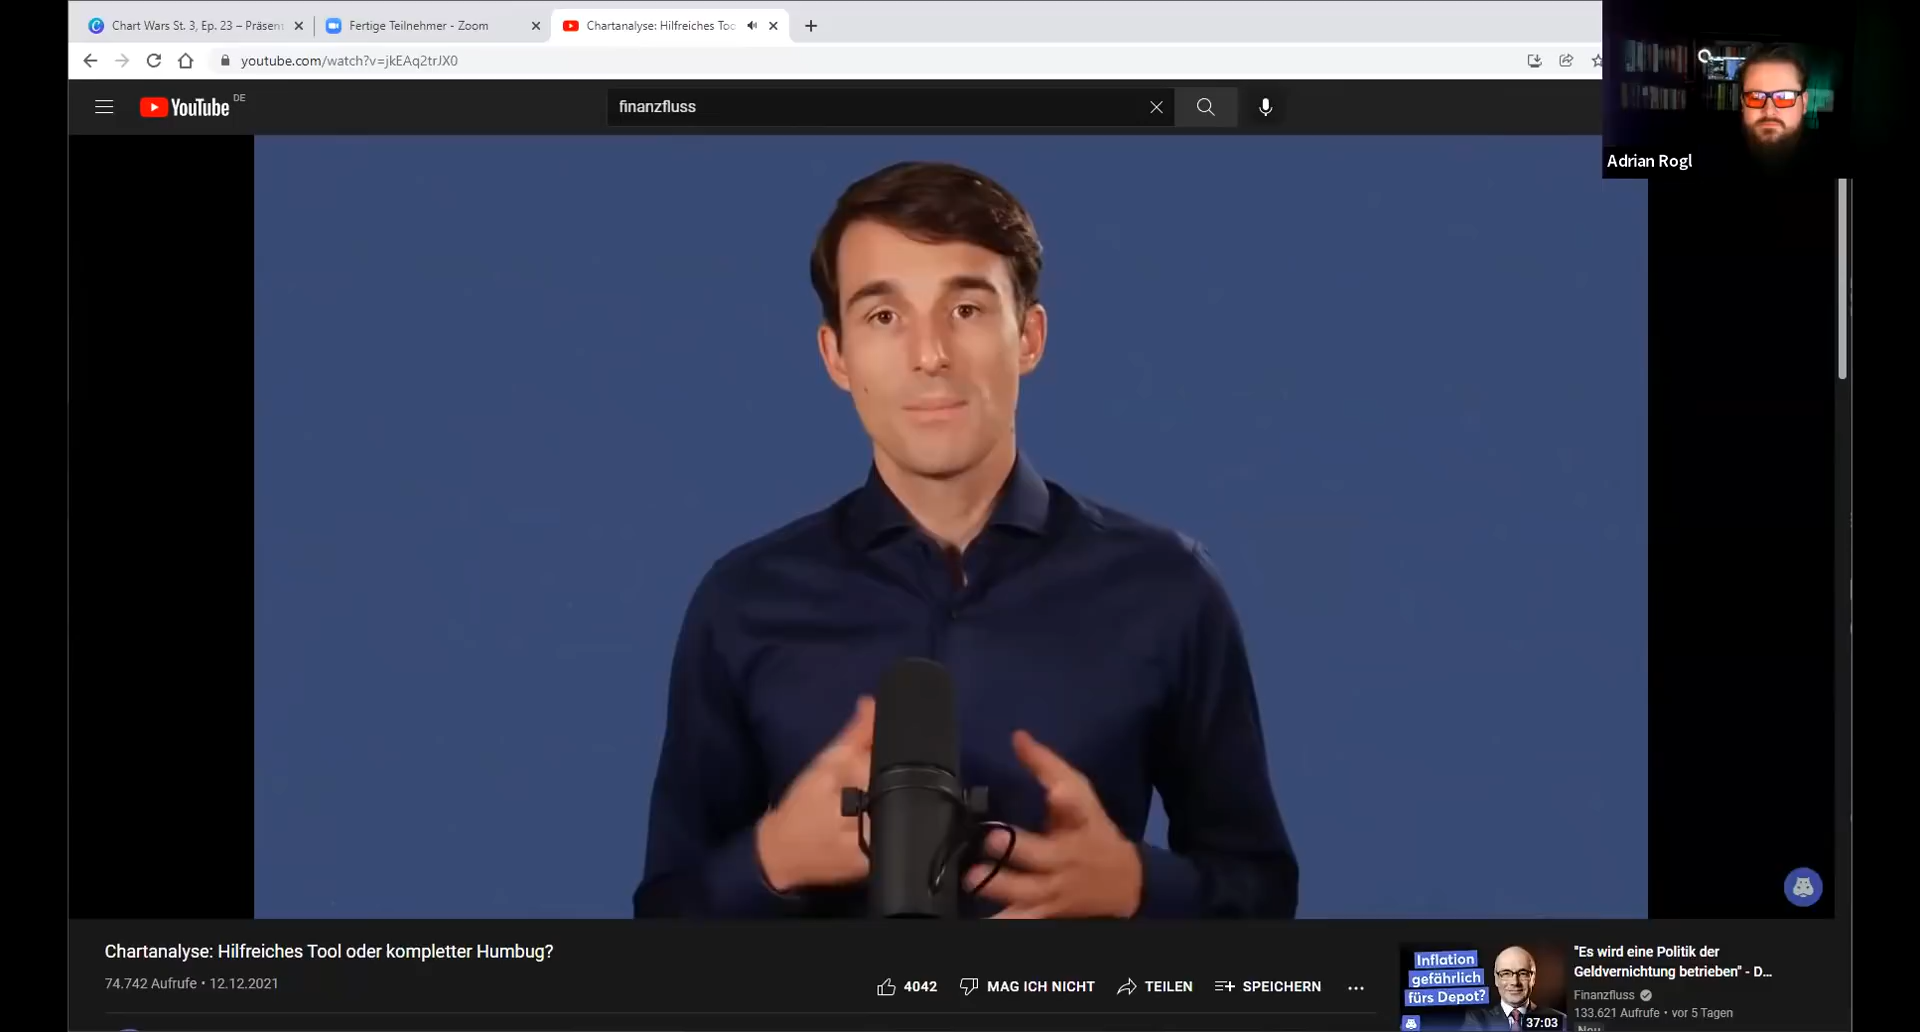 Chart Wars St. 3, Ep. 23 – Präsent
Fertige Teilnehmer - Zoom
Chartanalyse: Hilfreiches Too
youtube.com/watch?v=jkEAq2trJX0
YouTube DE
finanzfluss
Adrian Rogl
Chartanalyse: Hilfreiches Tool oder kompletter Humbug?
74.742 Aufrufe • 12.12.2021
4042
MAG ICH NICHT
TEILEN
SPEICHERN
Inflation
gefährlich
fürs Depot?
37:03
"Es wird eine Politik der
Geldvernichtung betrieben" - D...
Finanzfluss
133.621 Aufrufe • vor 5 Tagen
Neu